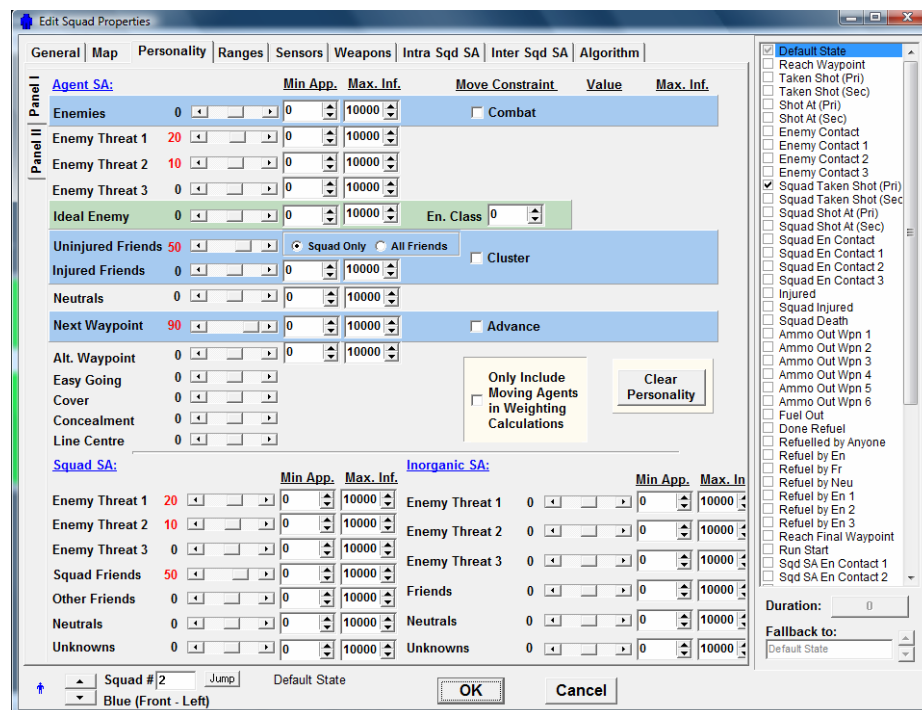 Edit Squad Properties
General Map Personality Ranges Sensors Weapons Intra Sqd SA Inter Sqd SA Algorithm
Panel I
Panel II
Agent SA: Min App. Max. Inf. Move Constraint Value Max. Inf.
Enemies 0 0 10000 Combat
Enemy Threat 1 20 0 10000
Enemy Threat 2 10 0 10000
Enemy Threat 3 0 0 10000
Ideal Enemy 0 0 10000 En. Class 0
Uninjured Friends 50 Squad Only All Friends
Injured Friends 0 0 10000 Cluster
Neutrals 0 0 10000
Next Waypoint 90 0 10000 Advance
Alt. Waypoint 0 0 10000
Easy Going 0
Cover 0
Concealment 0
Line Centre 0
Only Include
Moving Agents
in Weighting
Calculations
Clear
Personality
Squad SA: Min App. Max. Inf.
Enemy Threat 1 20 0 10000
Enemy Threat 2 10 0 10000
Enemy Threat 3 0 0 10000
Squad Friends 50 0 10000
Other Friends 0 0 10000
Neutrals 0 0 10000
Unknowns 0 0 10000
Inorganic SA: Min App. Max. In
Enemy Threat 1 0 0 10000
Enemy Threat 2 0 0 10000
Enemy Threat 3 0 0 10000
Friends 0 0 10000
Neutrals 0 0 10000
Unknowns 0 0 10000
Default State
Reach Waypoint
Taken Shot (Pri)
Taken Shot (Sec)
Shot At (Pri)
Shot At (Sec)
Enemy Contact
Enemy Contact 1
Enemy Contact 2
Enemy Contact 3
Squad Taken Shot (Pri)
Squad Taken Shot (Sec
Squad Shot At (Pri)
Squad Shot At (Sec)
Squad En Contact
Squad En Contact 1
Squad En Contact 2
Squad En Contact 3
Injured
Squad Injured
Squad Death
Ammo Out Wpn 1
Ammo Out Wpn 2
Ammo Out Wpn 3
Ammo Out Wpn 4
Ammo Out Wpn 5
Ammo Out Wpn 6
Fuel Out
Done Refuel
Refuelled by Anyone
Refuel by En
Refuel by Fr
Refuel by Neu
Refuel by En 1
Refuel by En 2
Refuel by En 3
Reach Final Waypoint
Run Start
Sqd SA En Contact 1
Sqd SA En Contact 2
Duration: 0
Fallback to:
Default State
Squad # 2 Jump Default State
Blue (Front - Left)
OK
Cancel